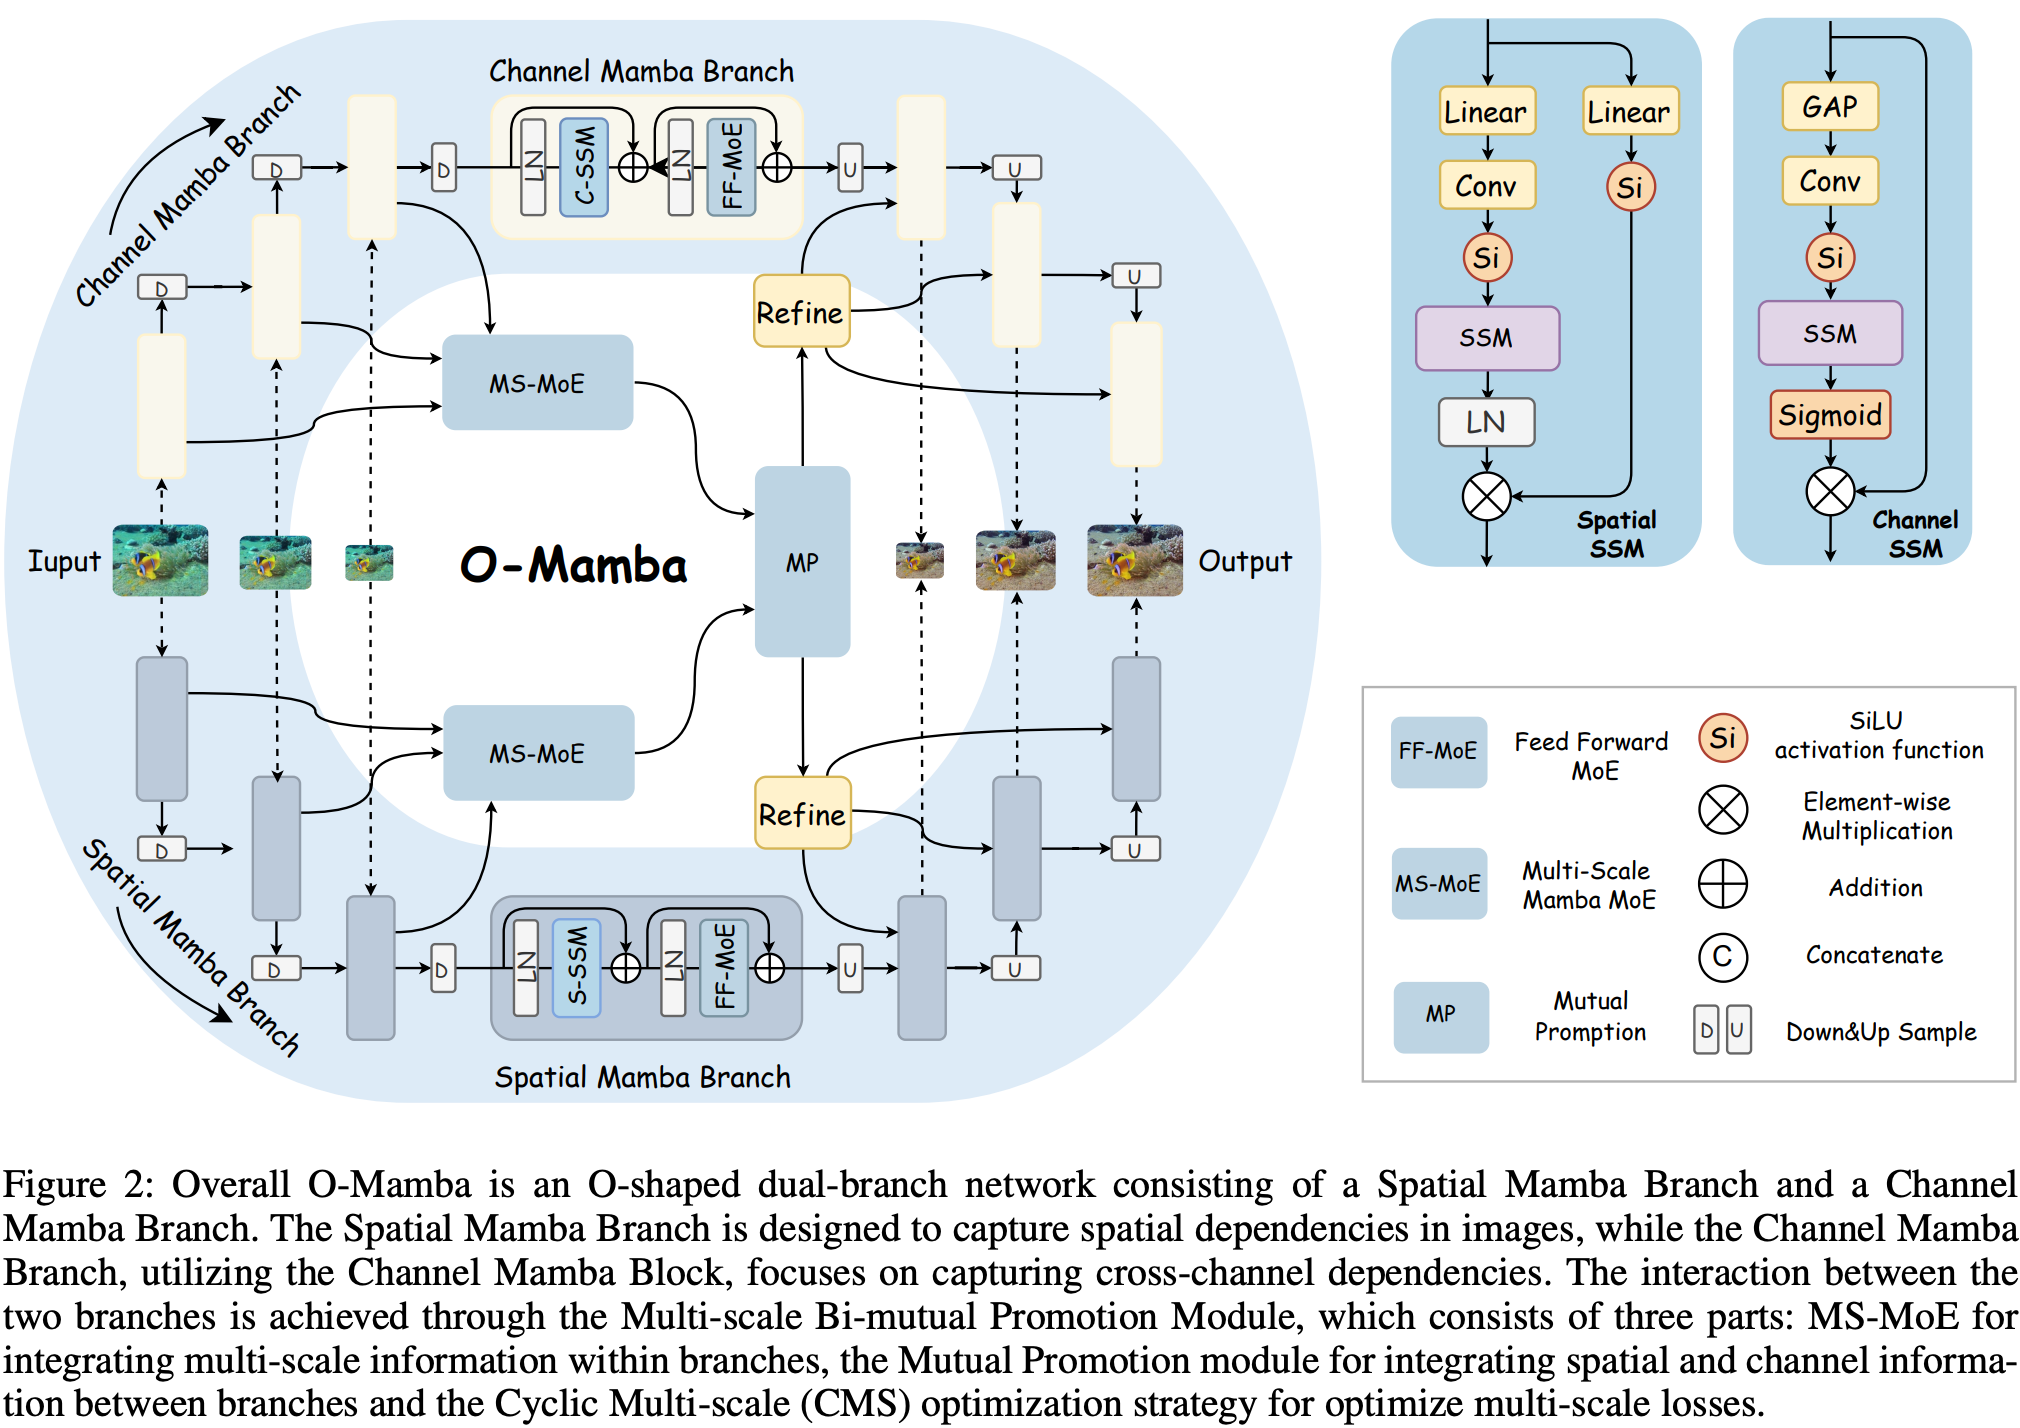 Channel Mamba Branch
Channel Mamba Branch
D
D
LN
C-SSM
LN
FF-MoE
U
U
D
U
Refine
MS-MoE
Iuput
O-Mamba
MP
Output
MS-MoE
Refine
D
U
Spatial Mamba Branch
D
D
LN
S-SSM
LN
FF-MoE
U
U
Spatial Mamba Branch
Linear
Linear
Conv
Si
Si
SSM
LN
Spatial
SSM
GAP
Conv
Si
SSM
Sigmoid
Channel
SSM
FF-MoE
Feed Forward
MoE
Si
SiLU
activation function
Element-wise
Multiplication
MS-MoE
Multi-Scale
Mamba MoE
Addition
C
Concatenate
MP
Mutual
Promption
D U
Down&Up Sample
Figure 2: Overall O-Mamba is an O-shaped dual-branch network consisting of a Spatial Mamba Branch and a Channel
Mamba Branch. The Spatial Mamba Branch is designed to capture spatial dependencies in images, while the Channel Mamba
Branch, utilizing the Channel Mamba Block, focuses on capturing cross-channel dependencies. The interaction between the
two branches is achieved through the Multi-scale Bi-mutual Promotion Module, which consists of three parts: MS-MoE for
integrating multi-scale information within branches, the Mutual Promotion module for integrating spatial and channel informa-
tion between branches and the Cyclic Multi-scale (CMS) optimization strategy for optimize multi-scale losses.